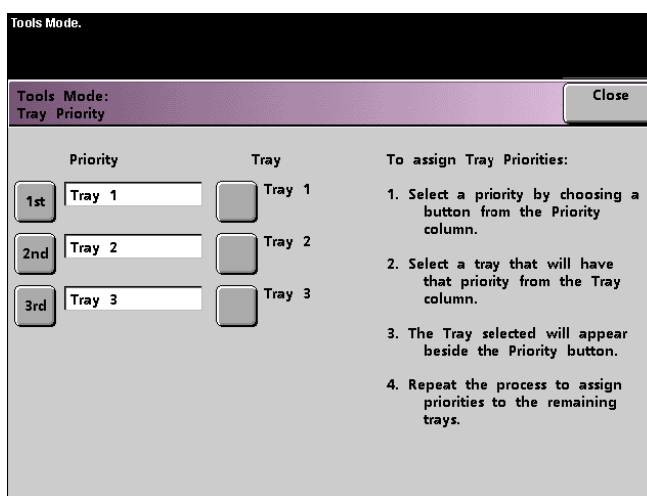 Tools Mode.
Tools Mode:
Tray Priority
Close
Priority
Tray
1st
Tray 1
Tray 1
2nd
Tray 2
Tray 2
3rd
Tray 3
Tray 3
To assign Tray Priorities:
1. Select a priority by choosing a
button from the Priority
column.
2. Select a tray that will have
that priority from the Tray
column.
3. The Tray selected will appear
beside the Priority button.
4. Repeat the process to assign
priorities to the remaining
trays.